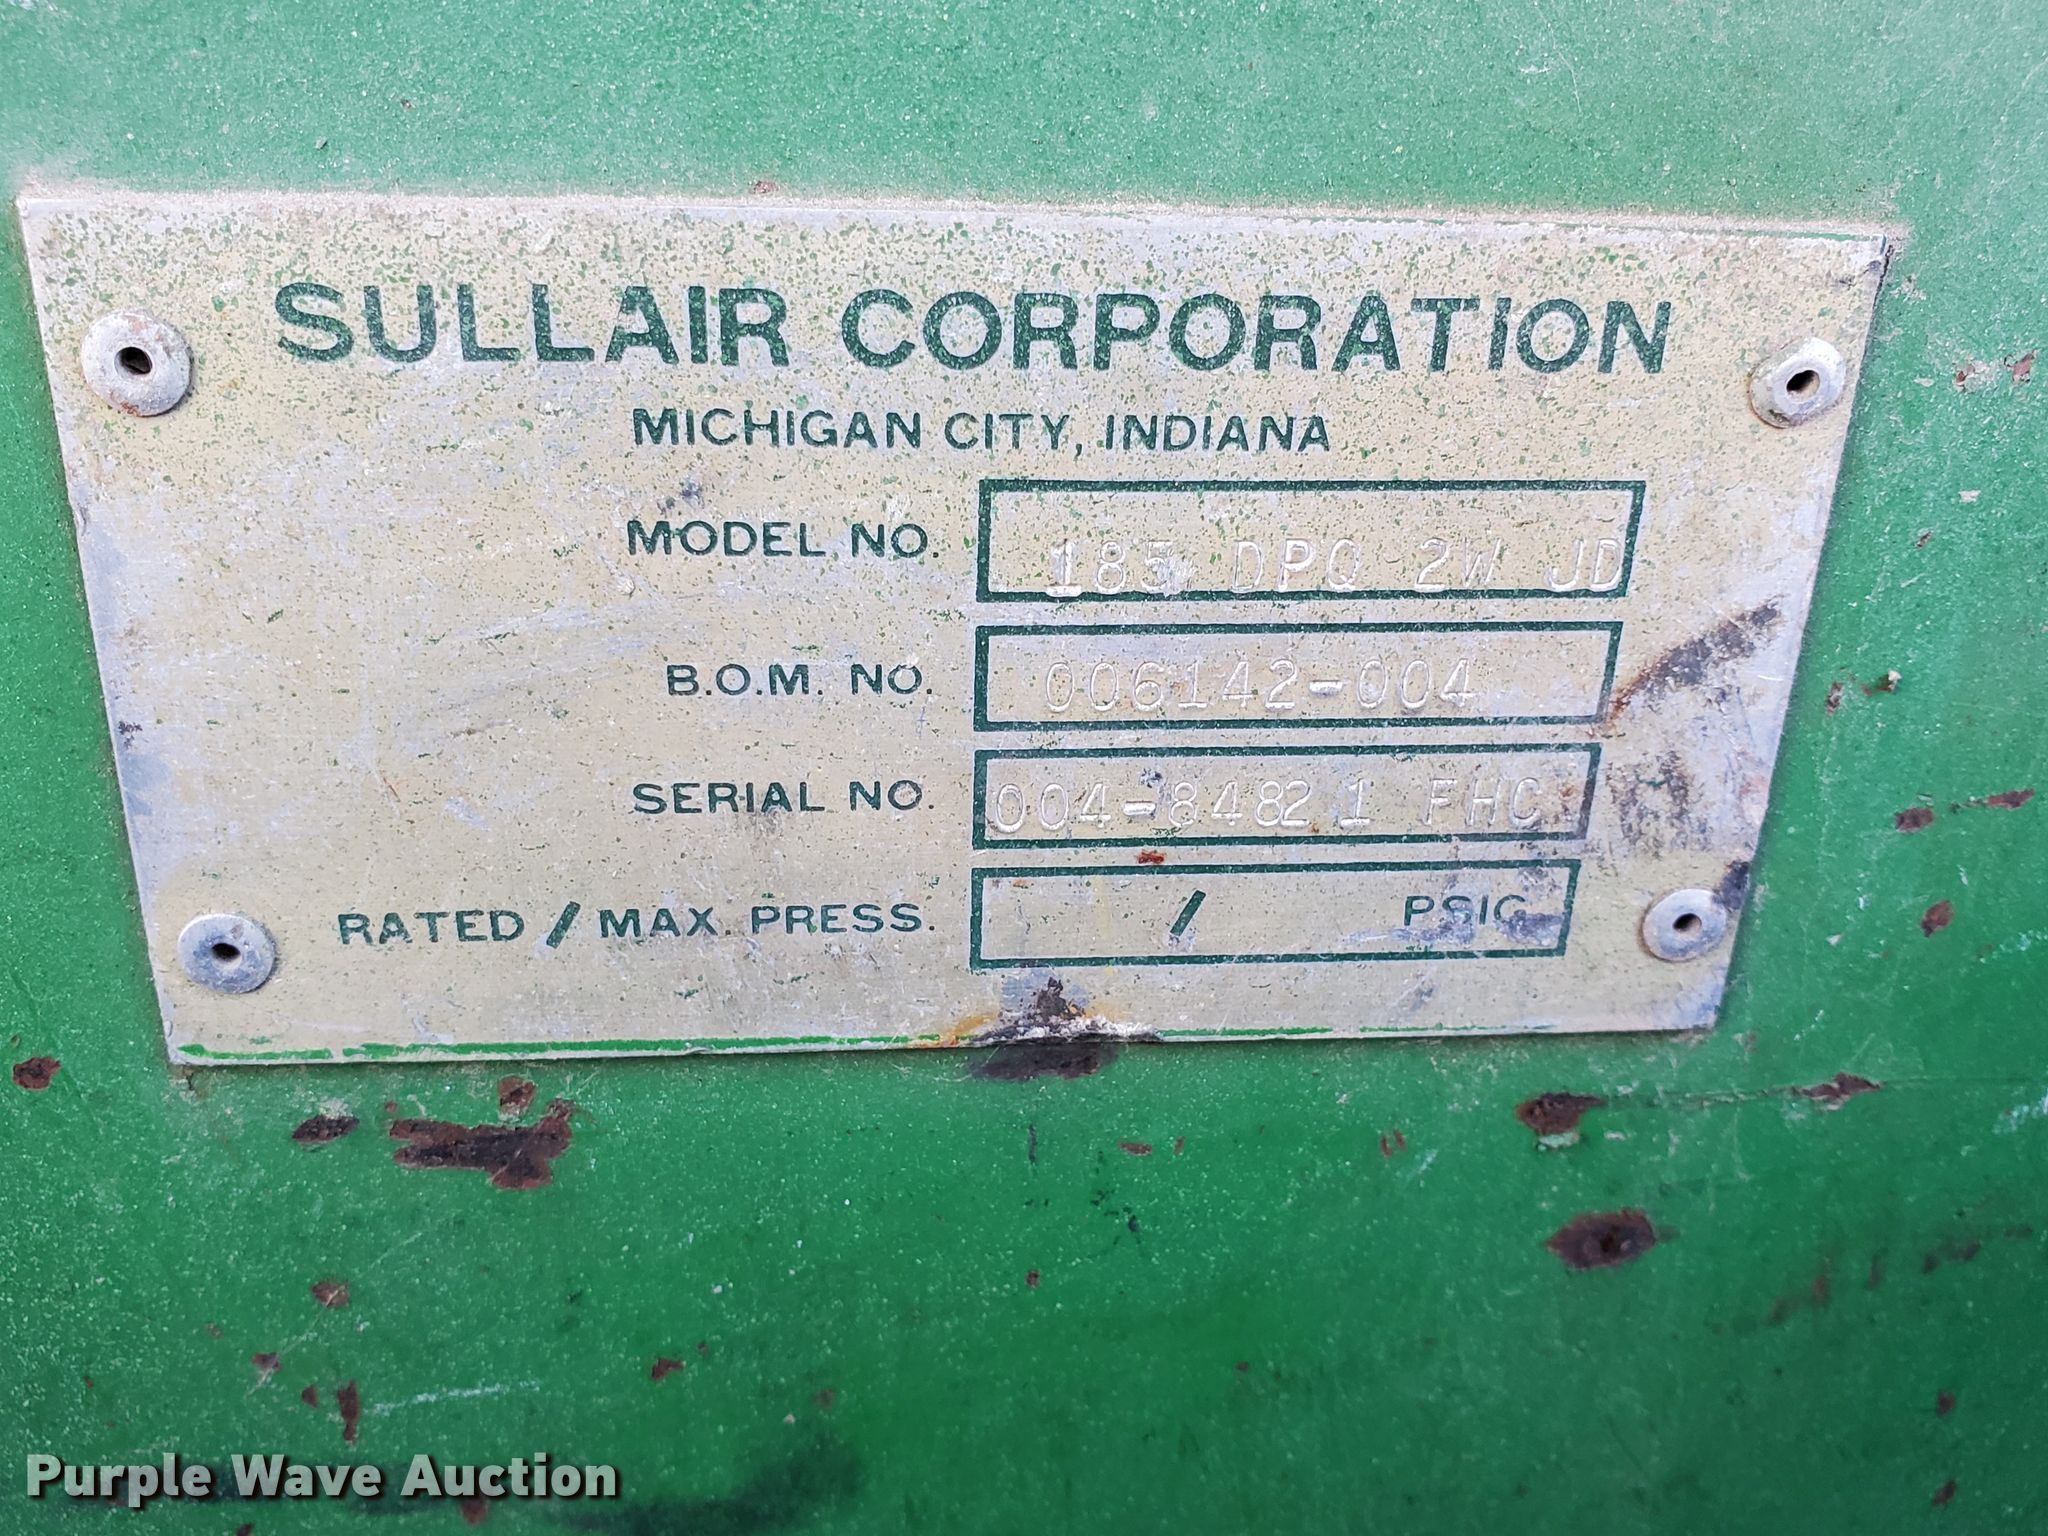 SULLAIR CORPORATION
MICHIGAN CITY, INDIANA
MODEL NO. 185 DPQ 2W JD
B.O.M. NO. 006142-004
SERIAL NO. 004-84821 FHC
RATED / MAX. PRESS. / PSIG
Purple Wave Auction